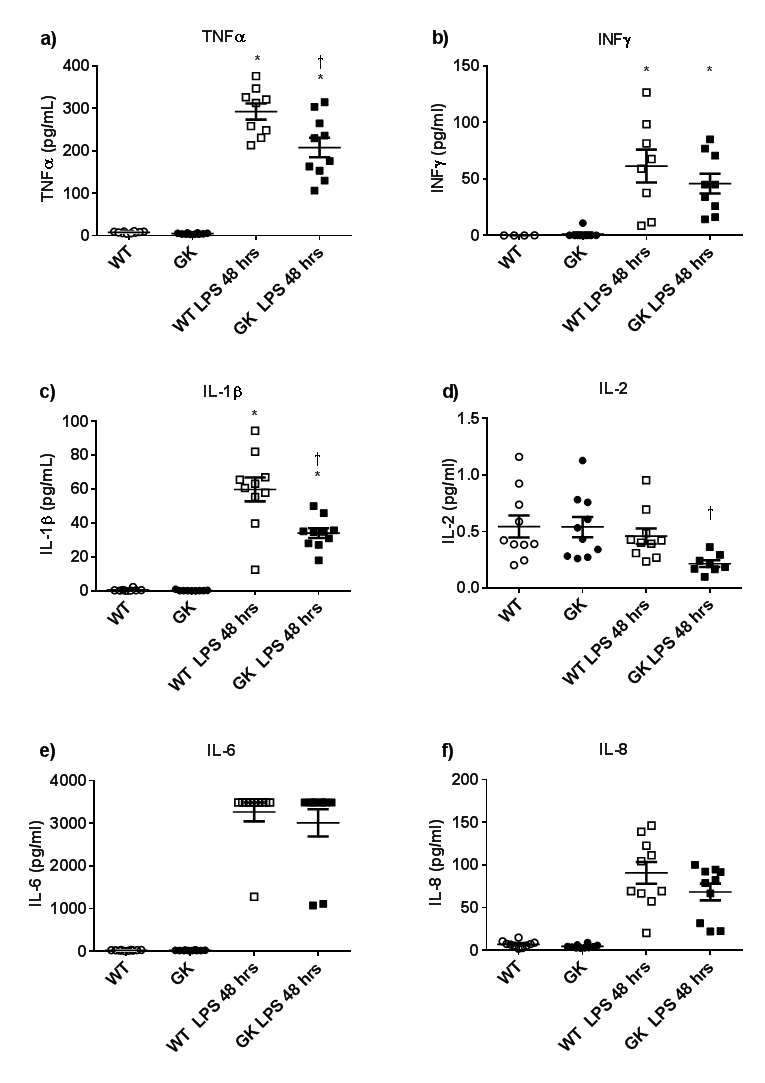 a)
TNFα
*
†
*
TNFα (pg/mL)
400
300
200
100
0
WT
GK
WT LPS 48 hrs
GK LPS 48 hrs
b)
INFγ
*
*
INFγ (pg/ml)
150
100
50
0
WT
GK
WT LPS 48 hrs
GK LPS 48 hrs
c)
IL-1β
*
†
*
IL-1β (pg/mL)
100
80
60
40
20
0
WT
GK
WT LPS 48 hrs
GK LPS 48 hrs
d)
IL-2
†
IL-2 (pg/ml)
1.5
1.0
0.5
0.0
WT
GK
WT LPS 48 hrs
GK LPS 48 hrs
e)
IL-6
IL-6 (pg/ml)
4000
3000
2000
1000
0
WT
GK
WT LPS 48 hrs
GK LPS 48 hrs
f)
IL-8
IL-8 (pg/ml)
200
150
100
50
0
WT
GK
WT LPS 48 hrs
GK LPS 48 hrs